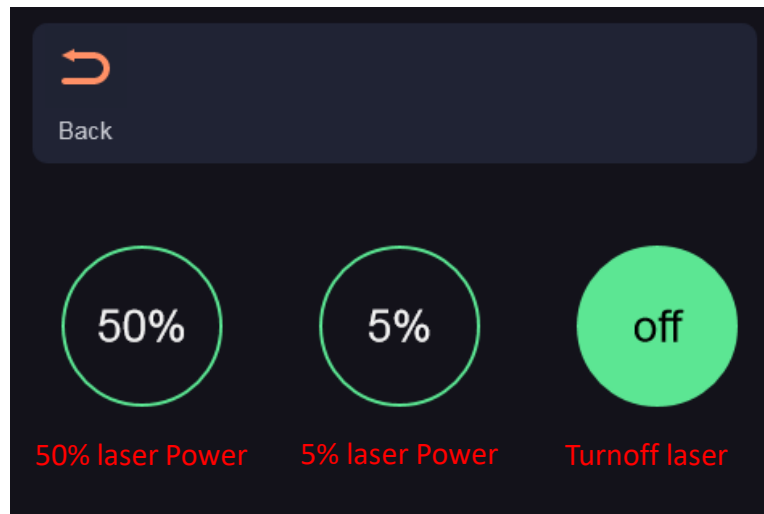 Back
50%
5%
off
50% laser Power
5% laser Power
Turnoff laser